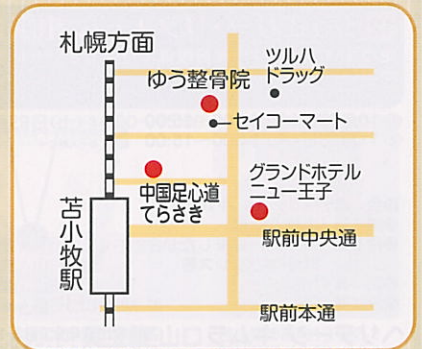 札幌方面
ツルハ
ドラッグ
ゆう整骨院
セイコーマート
中国足心道
てらさき
グランドホテル
ニュー王子
苫小牧駅
駅前中央通
駅前本通